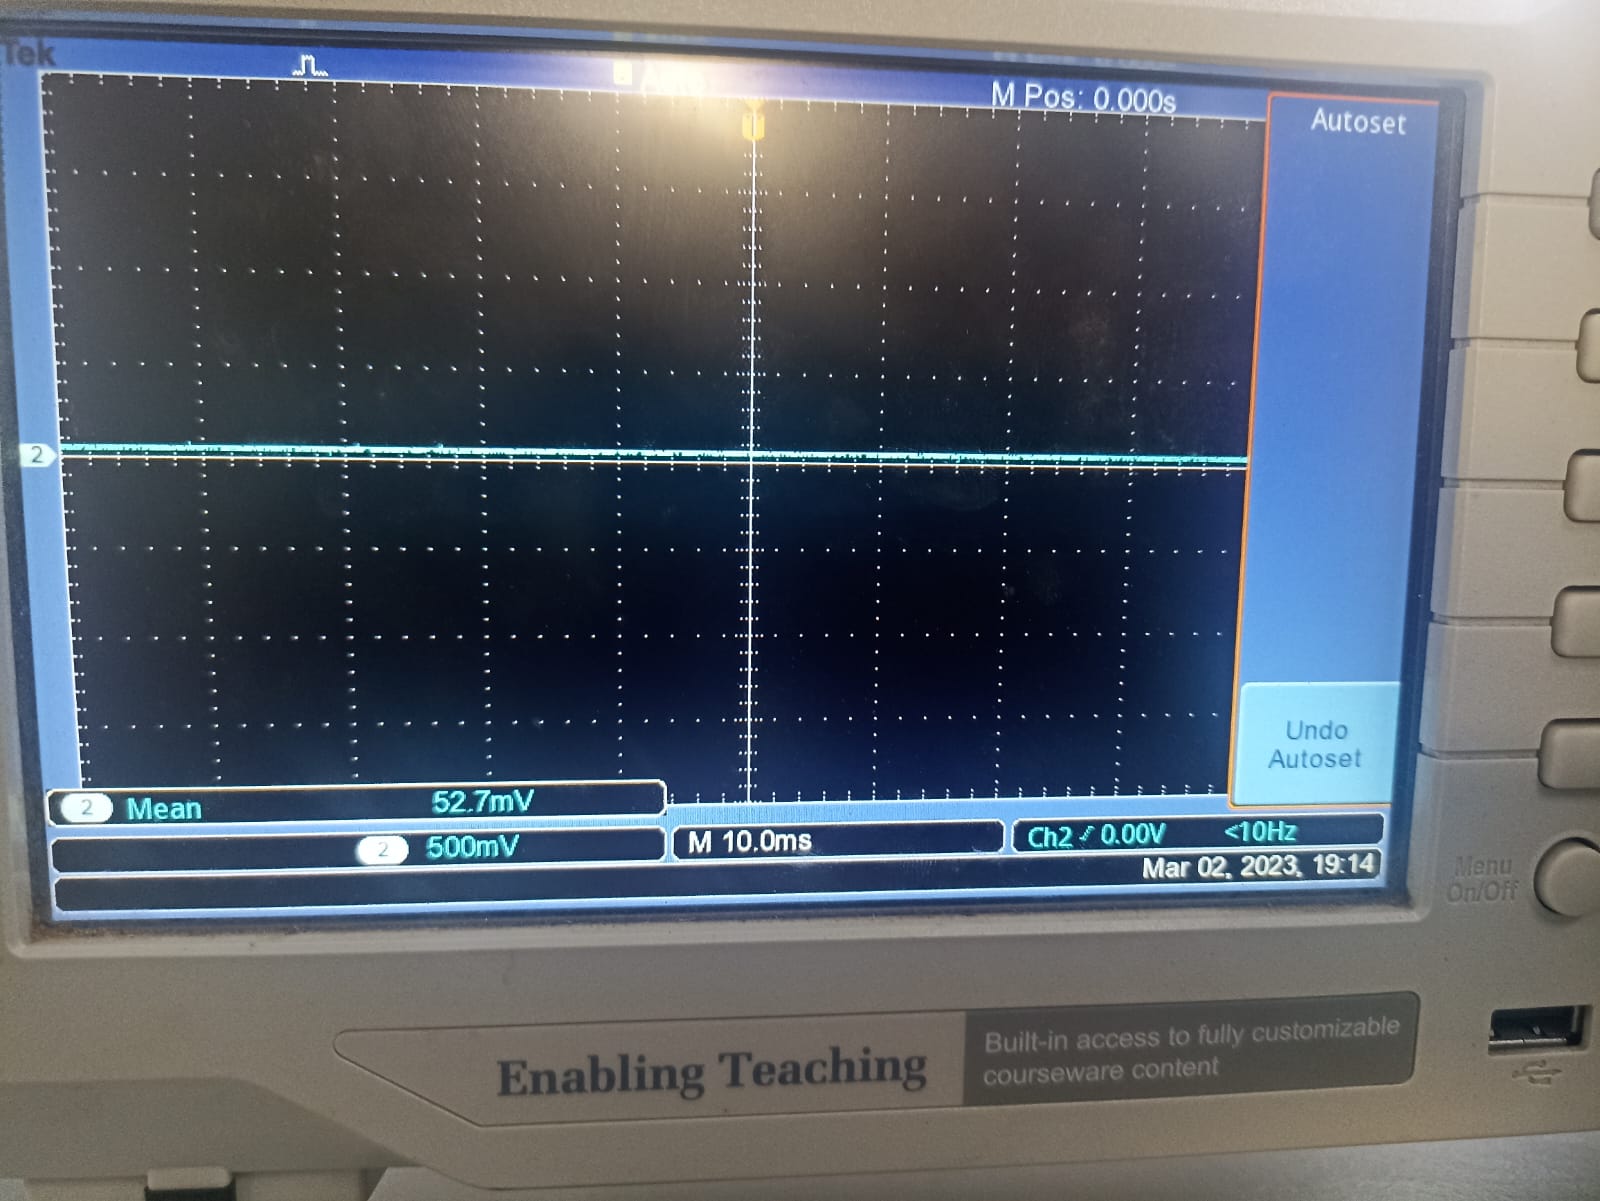 Tek
M Pos: 0.000s
Autoset
2
Undo
Autoset
2 Mean 52.7mV
2 500mV
M 10.0ms
Ch2 0.00V <10Hz
Mar 02, 2023, 19:14
Menu
On/Off
Enabling Teaching
Built-in access to fully customizable
courseware content